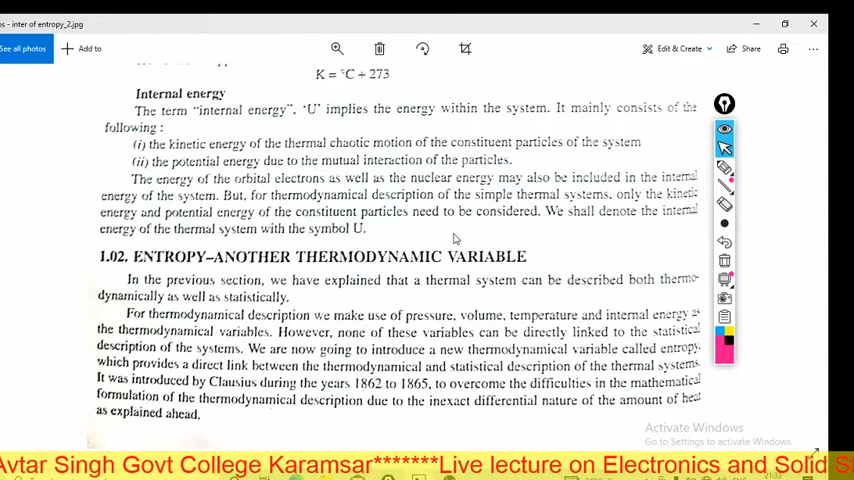 os - inter of entropy_2.jpg
See all photos
Add to
Edit & Create
Share
K = °C + 273
Internal energy
The term "internal energy", 'U' implies the energy within the system. It mainly consists of the
following :
(i) the kinetic energy of the thermal chaotic motion of the constituent particles of the system
(ii) the potential energy due to the mutual interaction of the particles.
The energy of the orbital electrons as well as the nuclear energy may also be included in the internal
energy of the system. But, for thermodynamical description of the simple thermal systems, only the kinetic
energy and potential energy of the constituent particles need to be considered. We shall denote the internal
energy of the thermal system with the symbol U.
1.02. ENTROPY–ANOTHER THERMODYNAMIC VARIABLE
In the previous section, we have explained that a thermal system can be described both thermo-
dynamically as well as statistically.
For thermodynamical description we make use of pressure, volume, temperature and internal energy as
the thermodynamical variables. However, none of these variables can be directly linked to the statistical
description of the systems. We are now going to introduce a new thermodynamical variable called entropy,
which provides a direct link between the thermodynamical and statistical description of the thermal systems.
It was introduced by Clausius during the years 1862 to 1865, to overcome the difficulties in the mathematical
formulation of the thermodynamical description due to the inexact differential nature of the amount of heat
as explained ahead.
Activate Windows
Go to Settings to activate Windows.
Avtar Singh Govt College Karamsar*******Live lecture on Electronics and Solid S
21:33